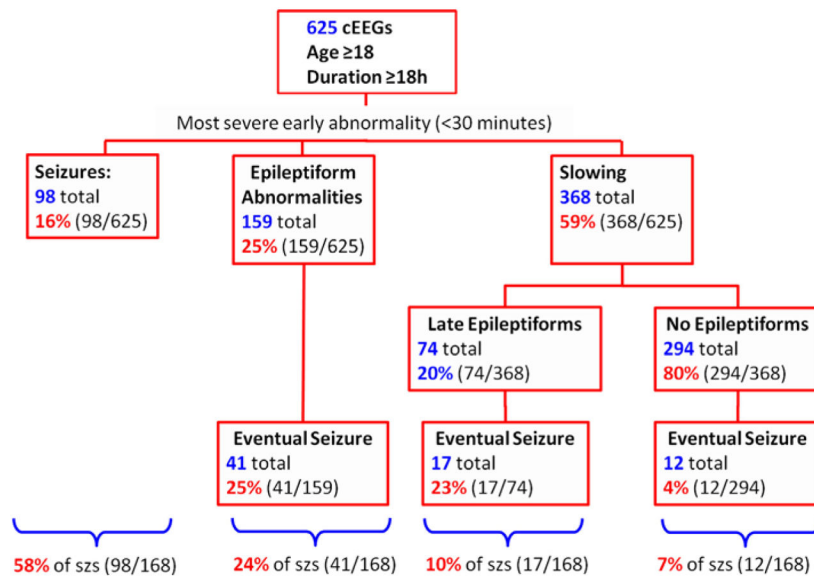 625 cEEGs
Age ≥18
Duration ≥18h
Most severe early abnormality (<30 minutes)
Seizures:
98 total
16% (98/625)
Epileptiform
Abnormalities
159 total
25% (159/625)
Slowing
368 total
59% (368/625)
Late Epileptiforms
74 total
20% (74/368)
No Epileptiforms
294 total
80% (294/368)
Eventual Seizure
41 total
25% (41/159)
Eventual Seizure
17 total
23% (17/74)
Eventual Seizure
12 total
4% (12/294)
58% of szs (98/168)
24% of szs (41/168)
10% of szs (17/168)
7% of szs (12/168)